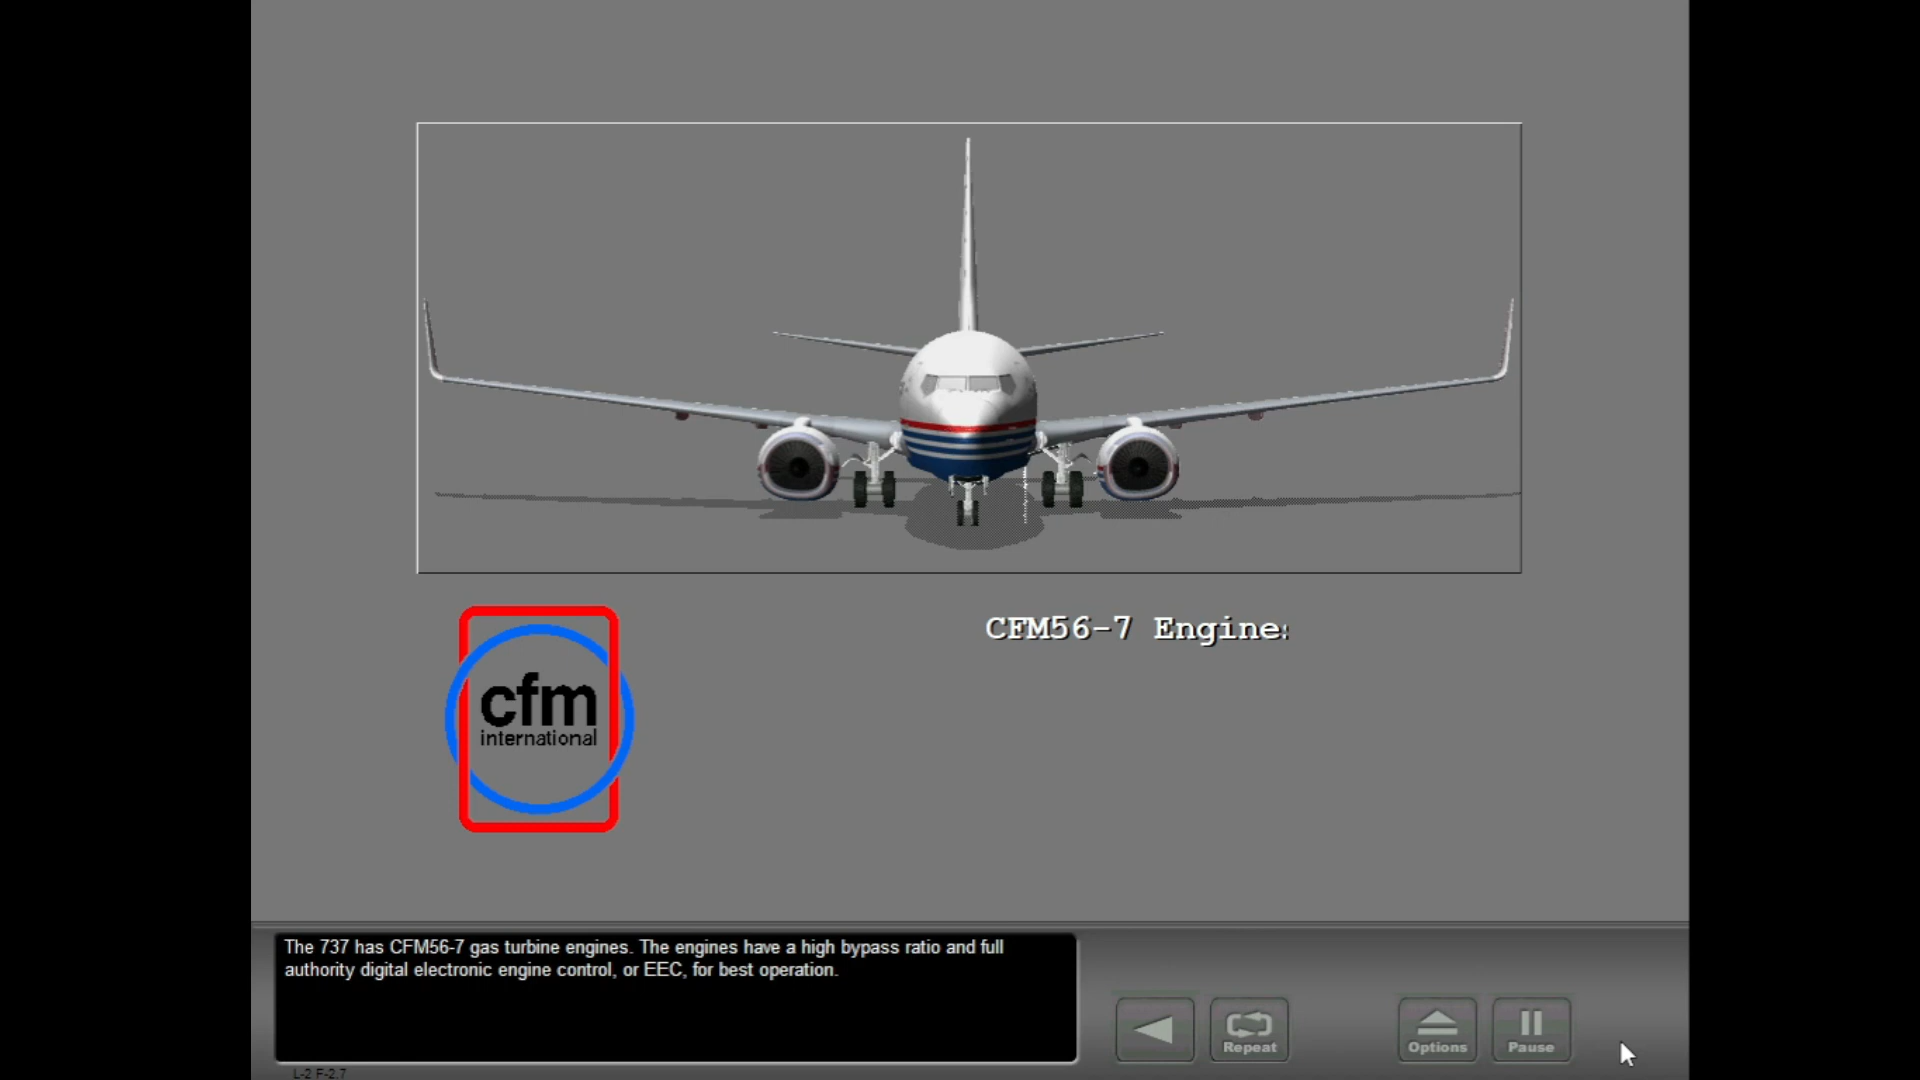 CFM56-7 Engine
cfm
international
The 737 has CFM56-7 gas turbine engines. The engines have a high bypass ratio and full
authority digital electronic engine control, or EEC, for best operation.
Repeat
Options
Pause
L-2 F-2.7